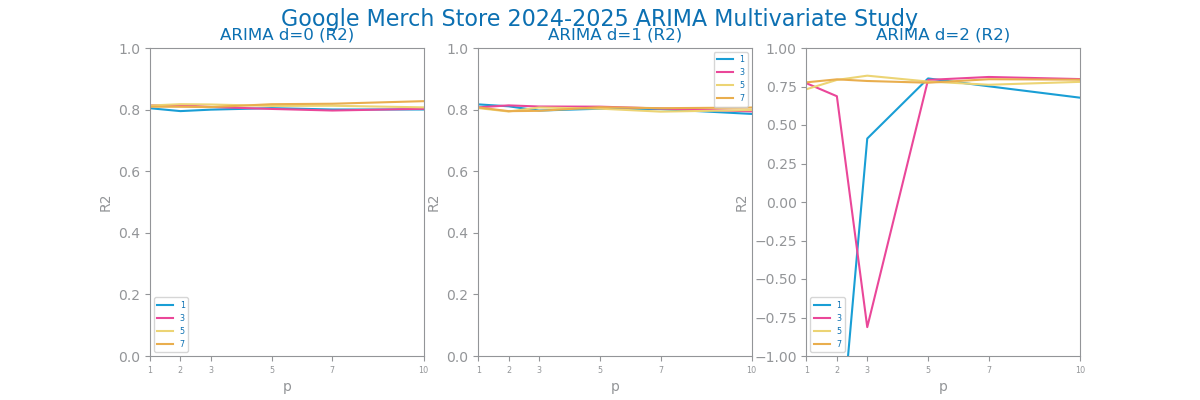 Google Merch Store 2024-2025 ARIMA Multivariate Study
ARIMA d=0 (R2)
1.0
0.8
0.6
0.4
0.2
0.0
R2
1
3
5
7
1 2 3 5 7 10
p
ARIMA d=1 (R2)
1.0
0.8
0.6
0.4
0.2
0.0
R2
1
3
5
7
1 2 3 5 7 10
p
ARIMA d=2 (R2)
1.00
0.75
0.50
0.25
0.00
−0.25
−0.50
−0.75
−1.00
R2
1
3
5
7
1 2 3 5 7 10
p